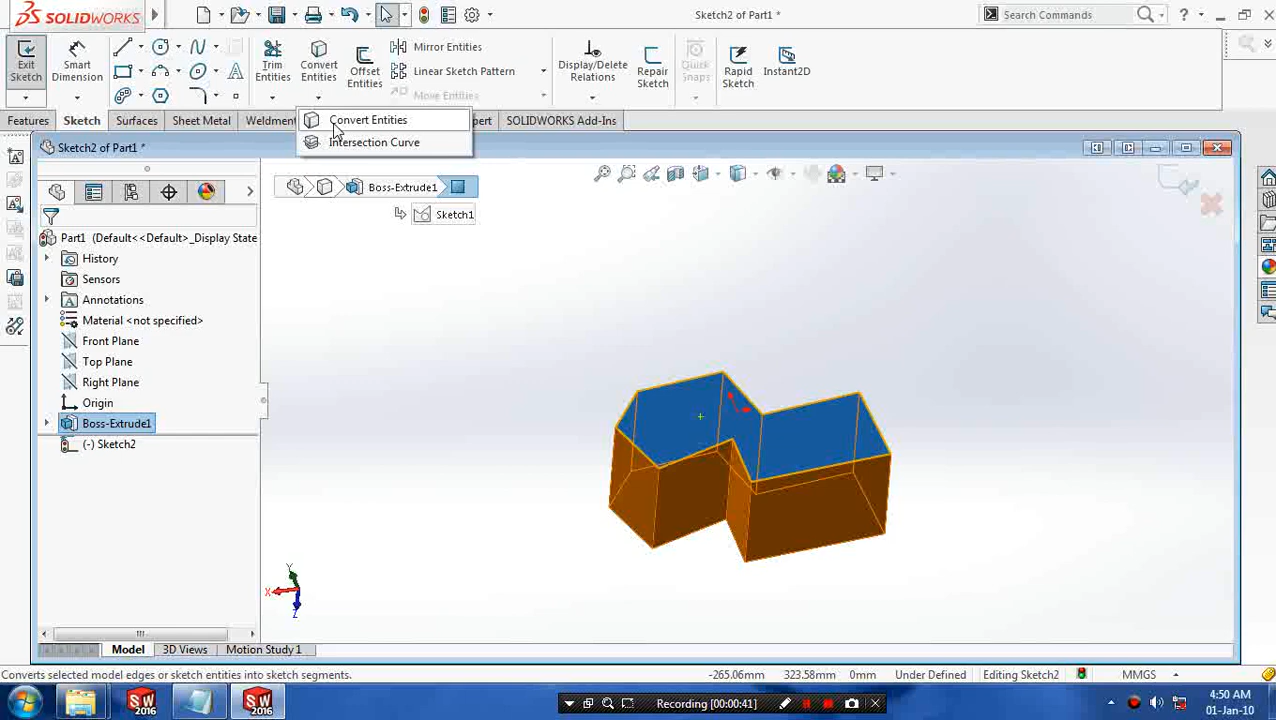 SOLIDWORKS
Sketch2 of Part1 *
Search Commands
?
Exit Sketch
Smart Dimension
Trim Entities
Convert Entities
Offset Entities
Mirror Entities
Linear Sketch Pattern
Move Entities
Display/Delete Relations
Repair Sketch
Quick Snaps
Rapid Sketch
Instant2D
Features
Sketch
Surfaces
Sheet Metal
Weldment
pert
SOLIDWORKS Add-Ins
Convert Entities
Intersection Curve
Sketch2 of Part1 *
Boss-Extrude1
Sketch1
Part1 (Default<<Default>_Display State
History
Sensors
Annotations
Material <not specified>
Front Plane
Top Plane
Right Plane
Origin
Boss-Extrude1
(-) Sketch2
Y
X
Z
Model
3D Views
Motion Study 1
Converts selected model edges or sketch entities into sketch segments.
-265.06mm
323.58mm
0mm
Under Defined
Editing Sketch2
MMGS
SW 2016
SW 2016
Recording [00:00:41]
4:50 AM
01-Jan-10